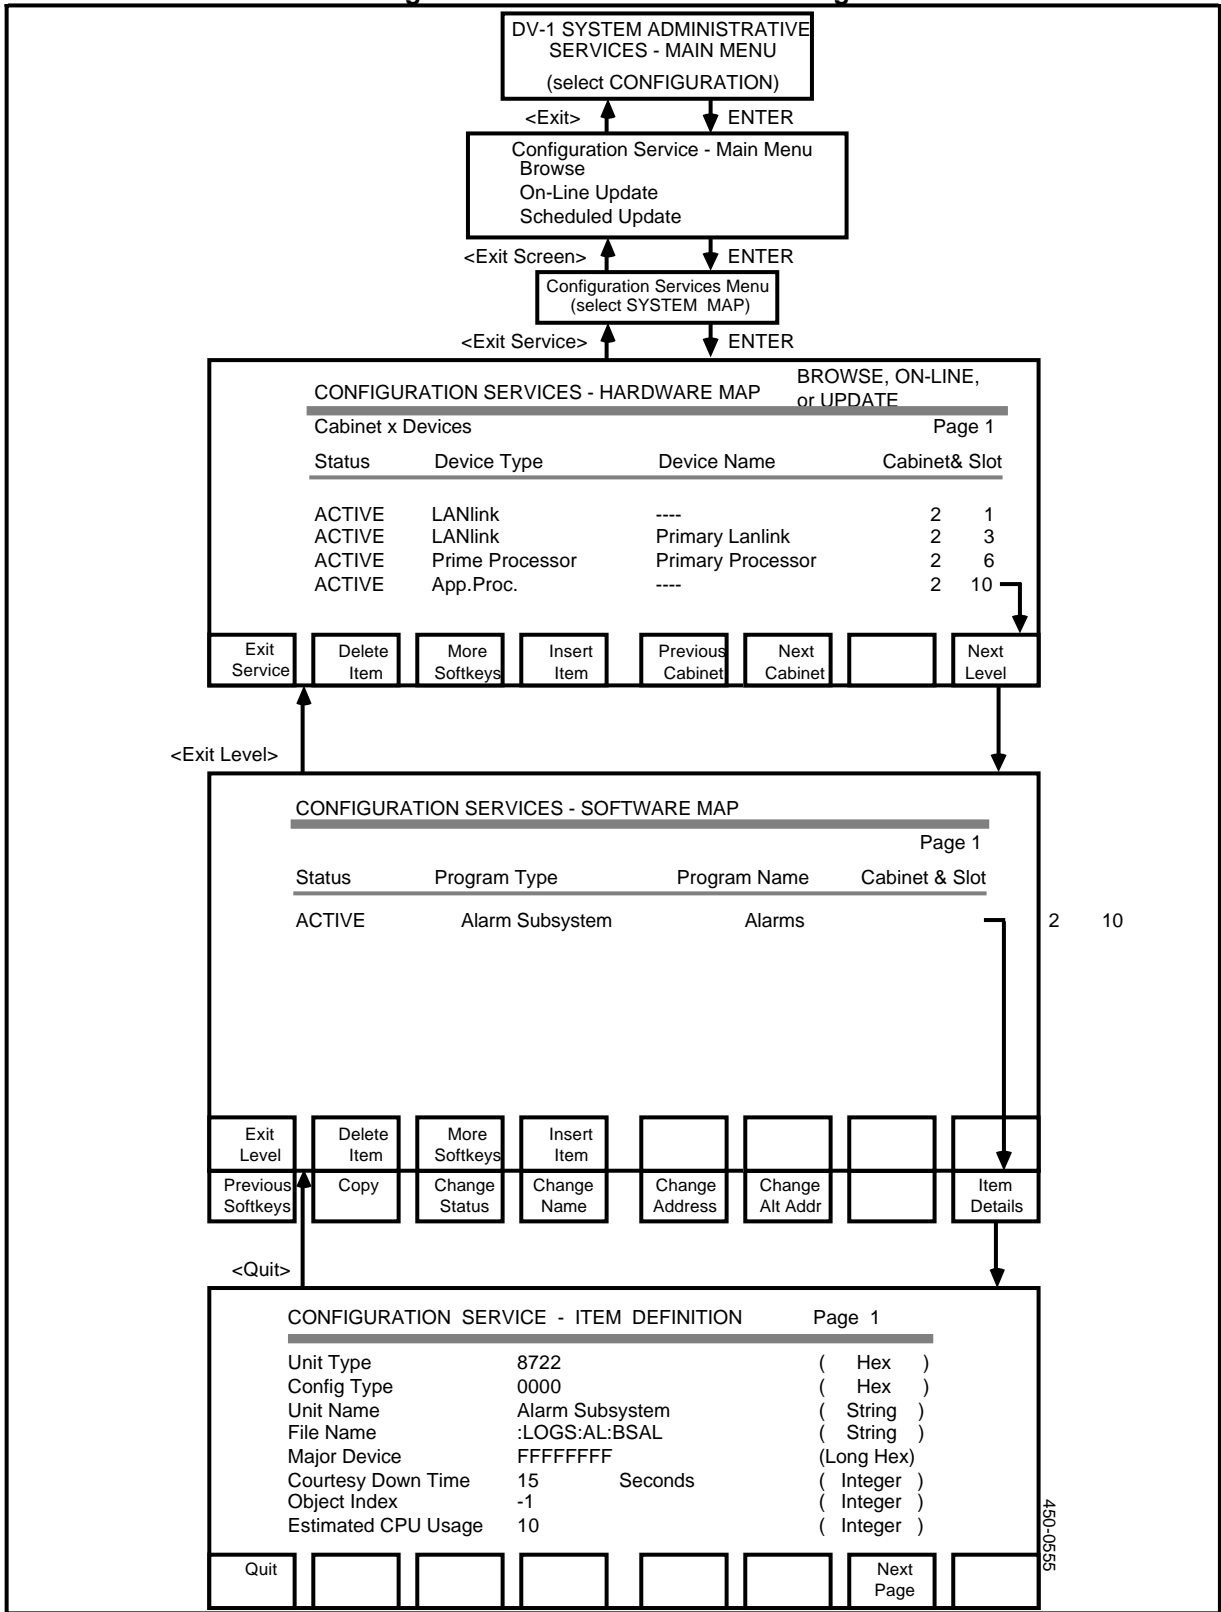 DV-1 SYSTEM ADMINISTRATIVE
SERVICES - MAIN MENU
(select CONFIGURATION)
<Exit> ENTER
Configuration Service - Main Menu
Browse
On-Line Update
Scheduled Update
<Exit Screen> ENTER
Configuration Services Menu
(select SYSTEM MAP)
<Exit Service> ENTER
CONFIGURATION SERVICES - HARDWARE MAP BROWSE, ON-LINE,
or UPDATE
Cabinet x Devices Page 1
Status Device Type Device Name Cabinet& Slot
ACTIVE LANlink ---- 2 1
ACTIVE LANlink Primary Lanlink 2 3
ACTIVE Prime Processor Primary Processor 2 6
ACTIVE App.Proc. ---- 2 10
Exit Delete More Insert Previous Next Next
Service Item Softkeys Item Cabinet Cabinet Level
<Exit Level>
CONFIGURATION SERVICES - SOFTWARE MAP
Page 1
Status Program Type Program Name Cabinet & Slot
ACTIVE Alarm Subsystem Alarms 2 10
Exit Delete More Insert
Level Item Softkeys Item
Previous Copy Change Change Change Change Item
Softkeys Status Name Address Alt Addr Details
<Quit>
CONFIGURATION SERVICE - ITEM DEFINITION Page 1
Unit Type 8722 ( Hex )
Config Type 0000 ( Hex )
Unit Name Alarm Subsystem ( String )
File Name :LOGS:AL:BSAL ( String )
Major Device FFFFFFFF (Long Hex)
Courtesy Down Time 15 Seconds ( Integer )
Object Index -1 ( Integer )
Estimated CPU Usage 10 ( Integer )
450-0555
Quit Next
Page